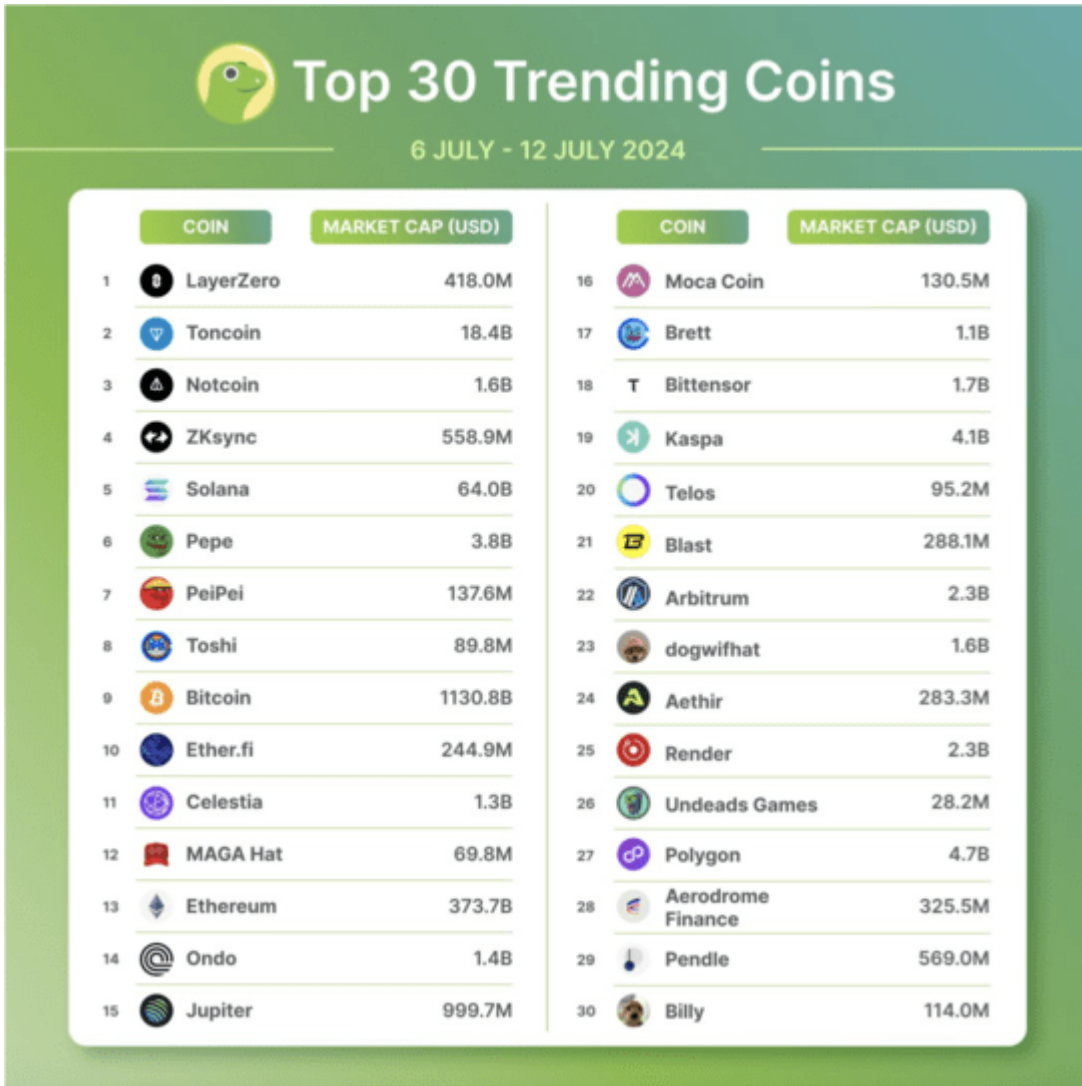 Top 30 Trending Coins
6 JULY - 12 JULY 2024
COIN MARKET CAP (USD)
1 LayerZero 418.0M
2 Toncoin 18.4B
3 Notcoin 1.6B
4 ZKsync 558.9M
5 Solana 64.0B
6 Pepe 3.8B
7 PeiPei 137.6M
8 Toshi 89.8M
9 Bitcoin 1130.8B
10 Ether.fi 244.9M
11 Celestia 1.3B
12 MAGA Hat 69.8M
13 Ethereum 373.7B
14 Ondo 1.4B
15 Jupiter 999.7M
COIN MARKET CAP (USD)
16 Moca Coin 130.5M
17 Brett 1.1B
18 Bittensor 1.7B
19 Kaspa 4.1B
20 Telos 95.2M
21 Blast 288.1M
22 Arbitrum 2.3B
23 dogwifhat 1.6B
24 Aethir 283.3M
25 Render 2.3B
26 Undeads Games 28.2M
27 Polygon 4.7B
28 Aerodrome
Finance 325.5M
29 Pendle 569.0M
30 Billy 114.0M